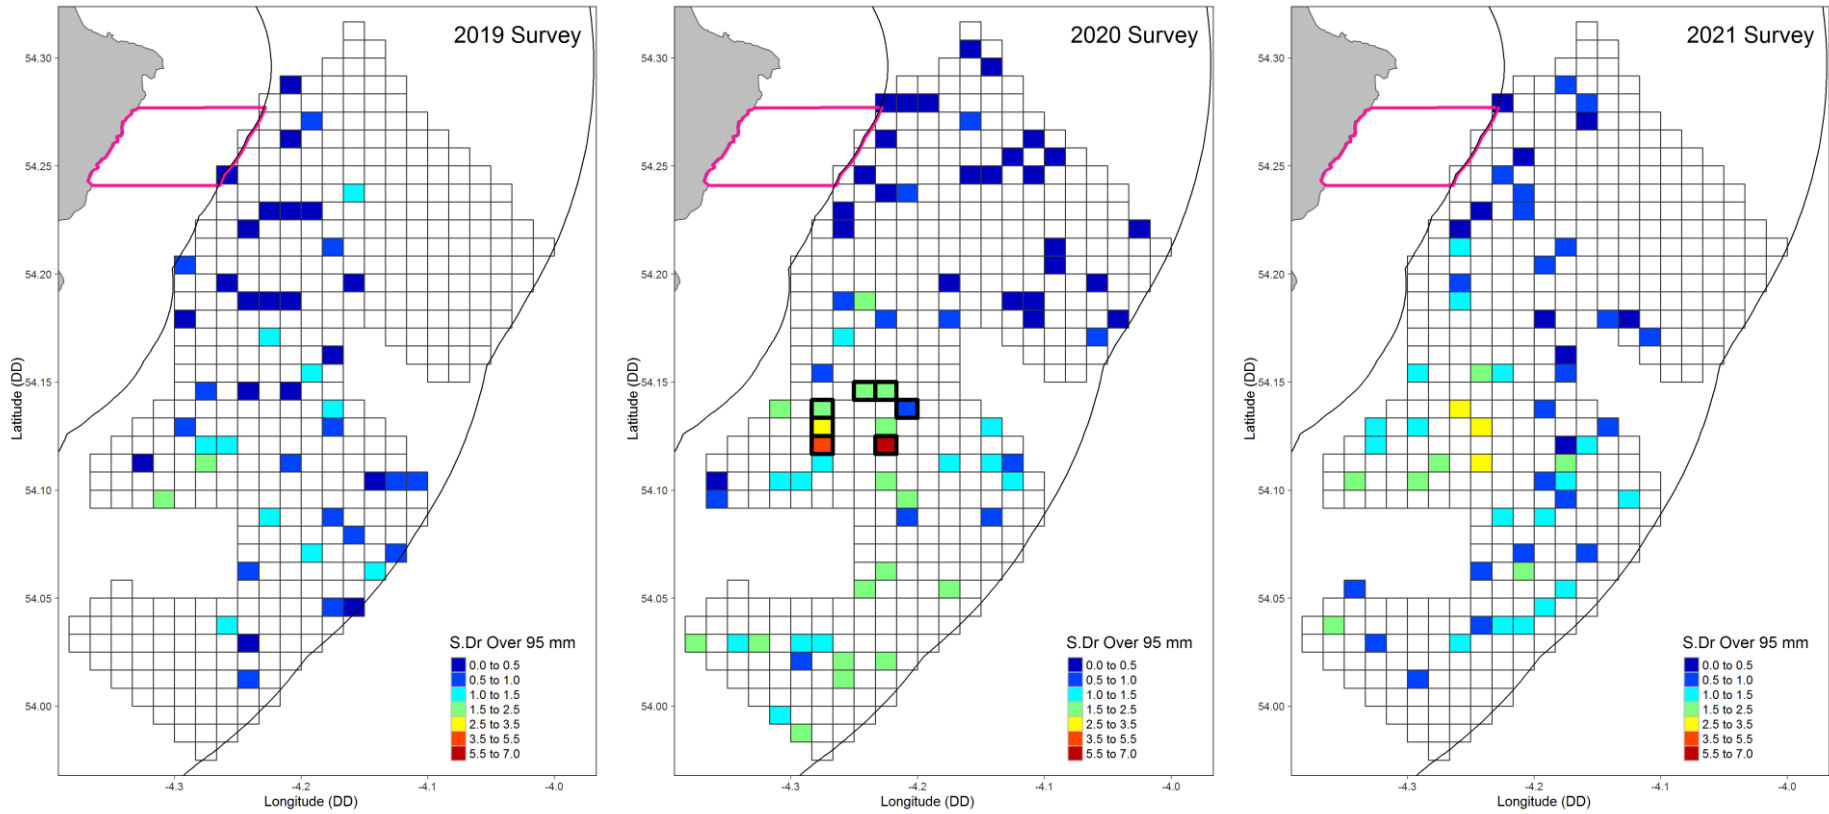 2019 Survey
54.30
54.25
54.20
54.15
54.10
54.05
54.00
Latitude (DD)
-4.3
-4.2
-4.1
-4.0
Longitude (DD)
S.Dr Over 95 mm
0.0 to 0.5
0.5 to 1.0
1.0 to 1.5
1.5 to 2.5
2.5 to 3.5
3.5 to 5.5
5.5 to 7.0
2020 Survey
54.30
54.25
54.20
54.15
54.10
54.05
54.00
Latitude (DD)
-4.3
-4.2
-4.1
-4.0
Longitude (DD)
S.Dr Over 95 mm
0.0 to 0.5
0.5 to 1.0
1.0 to 1.5
1.5 to 2.5
2.5 to 3.5
3.5 to 5.5
5.5 to 7.0
2021 Survey
54.30
54.25
54.20
54.15
54.10
54.05
54.00
Latitude (DD)
-4.3
-4.2
-4.1
-4.0
Longitude (DD)
S.Dr Over 95 mm
0.0 to 0.5
0.5 to 1.0
1.0 to 1.5
1.5 to 2.5
2.5 to 3.5
3.5 to 5.5
5.5 to 7.0